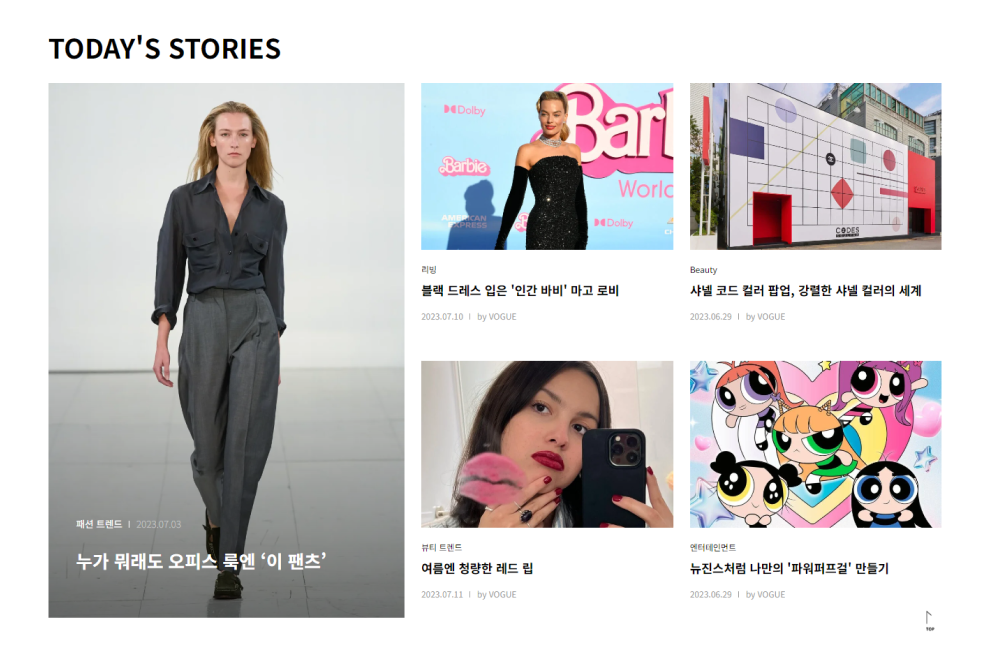 TODAY'S STORIES
패션 트렌드 | 2023.07.03
누가 뭐래도 오피스 룩엔 ‘이 팬츠’
Dolby
Barbie
Barbie
AMERICAN EXPRESS
World
Dolby
리빙
블랙 드레스 입은 '인간 바비' 마고 로비
2023.07.10 | by VOGUE
CODES
Beauty
샤넬 코드 컬러 팝업, 강렬한 샤넬 컬러의 세계
2023.06.29 | by VOGUE
뷰티 트렌드
여름엔 청량한 레드 립
2023.07.11 | by VOGUE
엔터테인먼트
뉴진스처럼 나만의 '파워퍼프걸' 만들기
2023.06.29 | by VOGUE
TOP